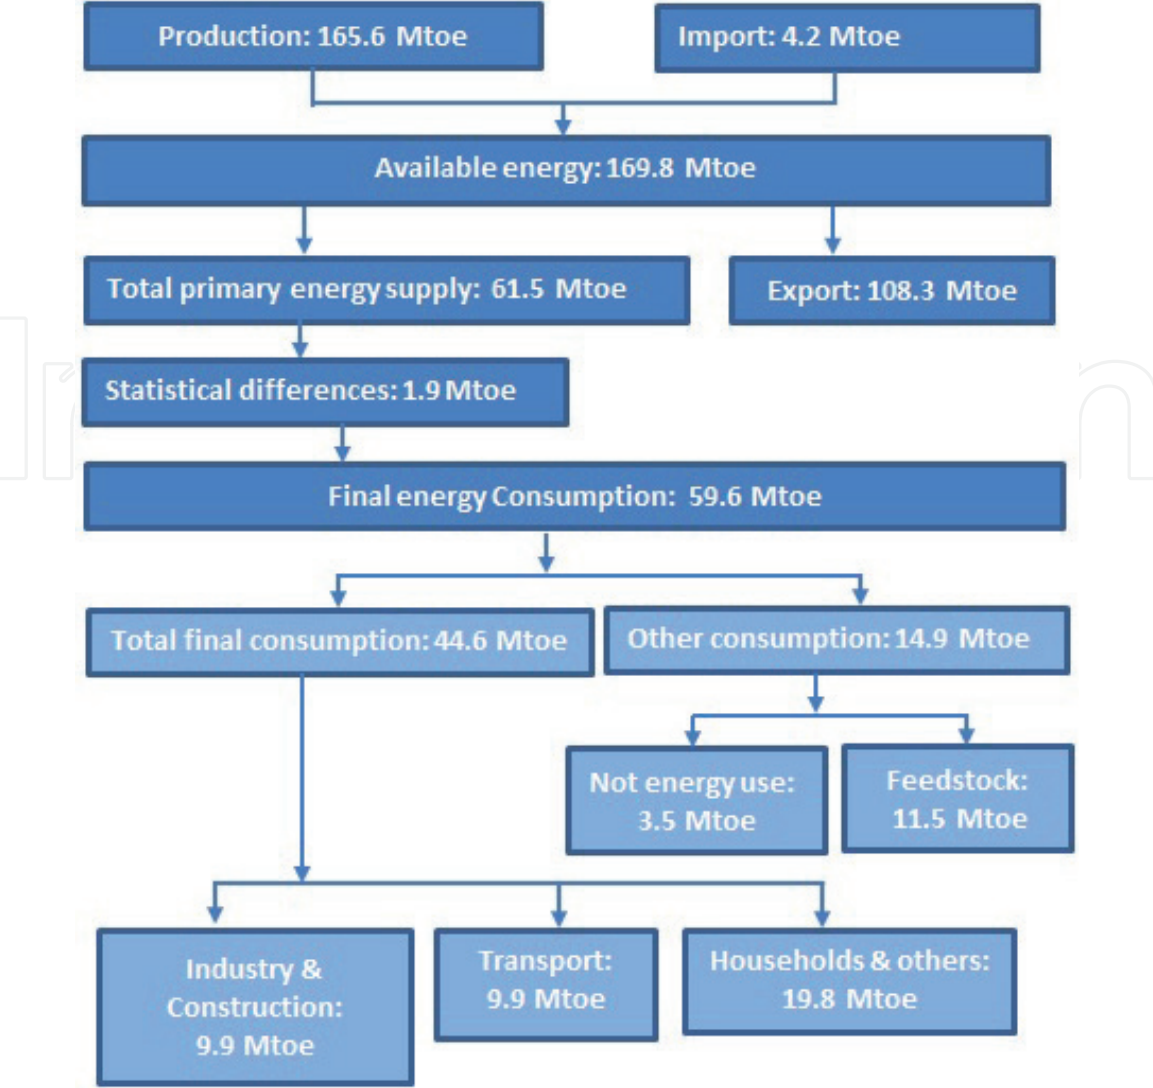 Production: 165.6 Mtoe
Import: 4.2 Mtoe
Available energy: 169.8 Mtoe
Total primary energy supply: 61.5 Mtoe
Export: 108.3 Mtoe
Statistical differences: 1.9 Mtoe
Final energy Consumption: 59.6 Mtoe
Total final consumption: 44.6 Mtoe
Other consumption: 14.9 Mtoe
Not energy use:
3.5 Mtoe
Feedstock:
11.5 Mtoe
Industry &
Construction:
9.9 Mtoe
Transport:
9.9 Mtoe
Households & others:
19.8 Mtoe